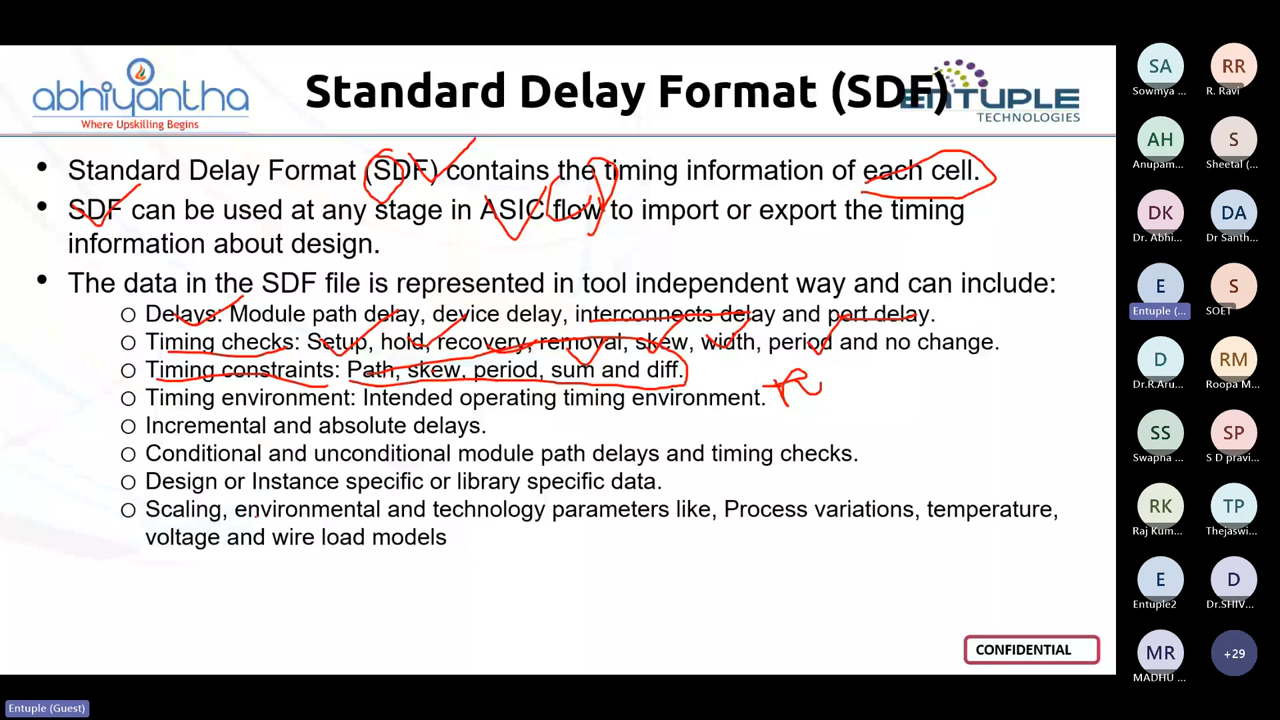 abhiyantha
Where Upskilling Begins
Standard Delay Format (SDF)
ENTUPLE
TECHNOLOGIES
• Standard Delay Format (SDF) contains the timing information of each cell.
• SDF can be used at any stage in ASIC flow to import or export the timing
information about design.
• The data in the SDF file is represented in tool independent way and can include:
○ Delays: Module path delay, device delay, interconnects delay and port delay.
○ Timing checks: Setup, hold, recovery, removal, skew, width, period and no change.
○ Timing constraints: Path, skew, period, sum and diff.
○ Timing environment: Intended operating timing environment.
○ Incremental and absolute delays.
○ Conditional and unconditional module path delays and timing checks.
○ Design or Instance specific or library specific data.
○ Scaling, environmental and technology parameters like, Process variations, temperature,
voltage and wire load models
CONFIDENTIAL
Entuple (Guest)
SA
Sowmya ...
RR
R. Ravi
AH
Anupam...
S
Sheetal (...
DK
Dr. Abhi...
DA
Dr Santh...
E
Entuple (...
S
SOET
D
Dr.R.Aru...
RM
Roopa M...
SS
Swapna ...
SP
S D pravi...
RK
Raj Kum...
TP
Thejaswi...
E
Entuple2
D
Dr.SHIV...
MR
MADHU ...
+29